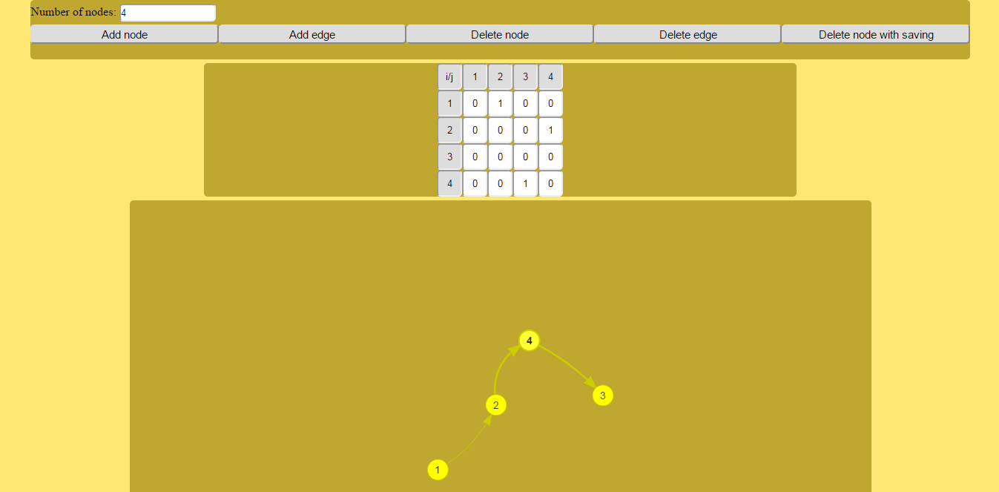 Number of nodes: 4
Add node Add edge Delete node Delete edge Delete node with saving
i/j 1 2 3 4
1 0 1 0 0
2 0 0 0 1
3 0 0 0 0
4 0 0 1 0
4
3
2
1